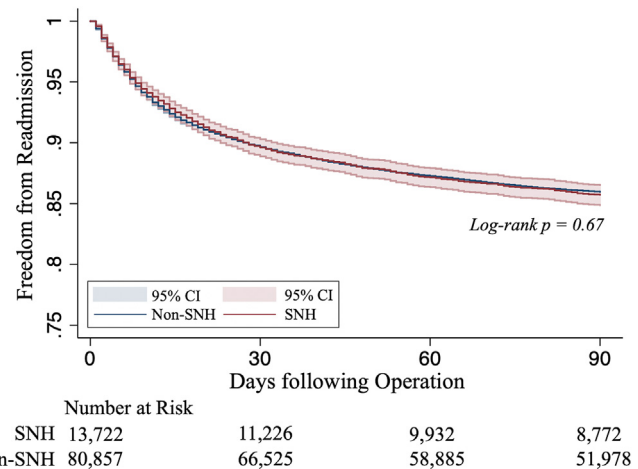 Freedom from Readmission
1
.95
.9
.85
.8
.75
Log-rank p = 0.67
95% CI 95% CI
Non-SNH SNH
0 30 60 90
Days following Operation
Number at Risk
SNH 13,722 11,226 9,932 8,772
n-SNH 80,857 66,525 58,885 51,978